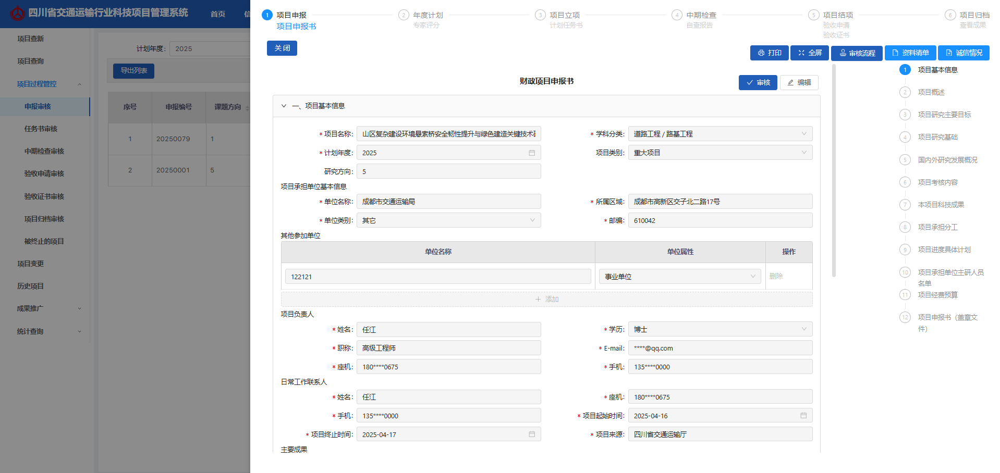 四川省交通运输行业科技项目管理系统
首页
项目查新
项目查询
项目过程管控
申报审核
任务书审核
中期检查审核
验收申请审核
验收证书审核
项目归档审核
被终止的项目
项目变更
历史项目
成果推广
统计查询
计划年度: 2025
导出列表
序号 申报编号 课题方向
1 20250079 1
2 20250001 5
1 项目申报
项目申报书
2 年度计划
专家评分
3 项目立项
计划任务书
4 中期检查
自查报告
5 项目结项
验收申请
验收证书
6 项目归档
查看成果
关 闭
打印 全屏 审核流程 资料清单 诚信情况
财政项目申报书
审核 编辑
一、项目基本信息
* 项目名称: 山区复杂建设环境悬索桥安全韧性提升与绿色建造关键技术
* 学科分类: 道路工程 / 路基工程
* 计划年度: 2025
项目类别: 重大项目
研究方向: 5
项目承担单位基本信息
* 单位名称: 成都市交通运输局
* 所属区域: 成都市高新区交子北二路17号
* 单位类别: 其它
* 邮编: 610042
其他参加单位
单位名称 单位属性 操作
122121 事业单位 删除
+ 添加
项目负责人
* 姓名: 任江
* 学历: 博士
* 职称: 高级工程师
* E-mail: ****@qq.com
* 座机: 180****0675
* 手机: 135****0000
日常工作联系人
* 姓名: 任江
* 座机: 180****0675
* 手机: 135****0000
* 项目起始时间: 2025-04-16
* 项目终止时间: 2025-04-17
* 项目来源: 四川省交通运输厅
主要成果
1 项目基本信息
2 项目概述
3 项目研究主要目标
4 项目研究基础
5 国内外研究发展概况
6 项目考核内容
7 本项目科技成果
8 项目承担分工
9 项目进度具体计划
10 项目承担单位主研人员
名单
11 项目经费预算
12 项目申报书（盖章文
件）